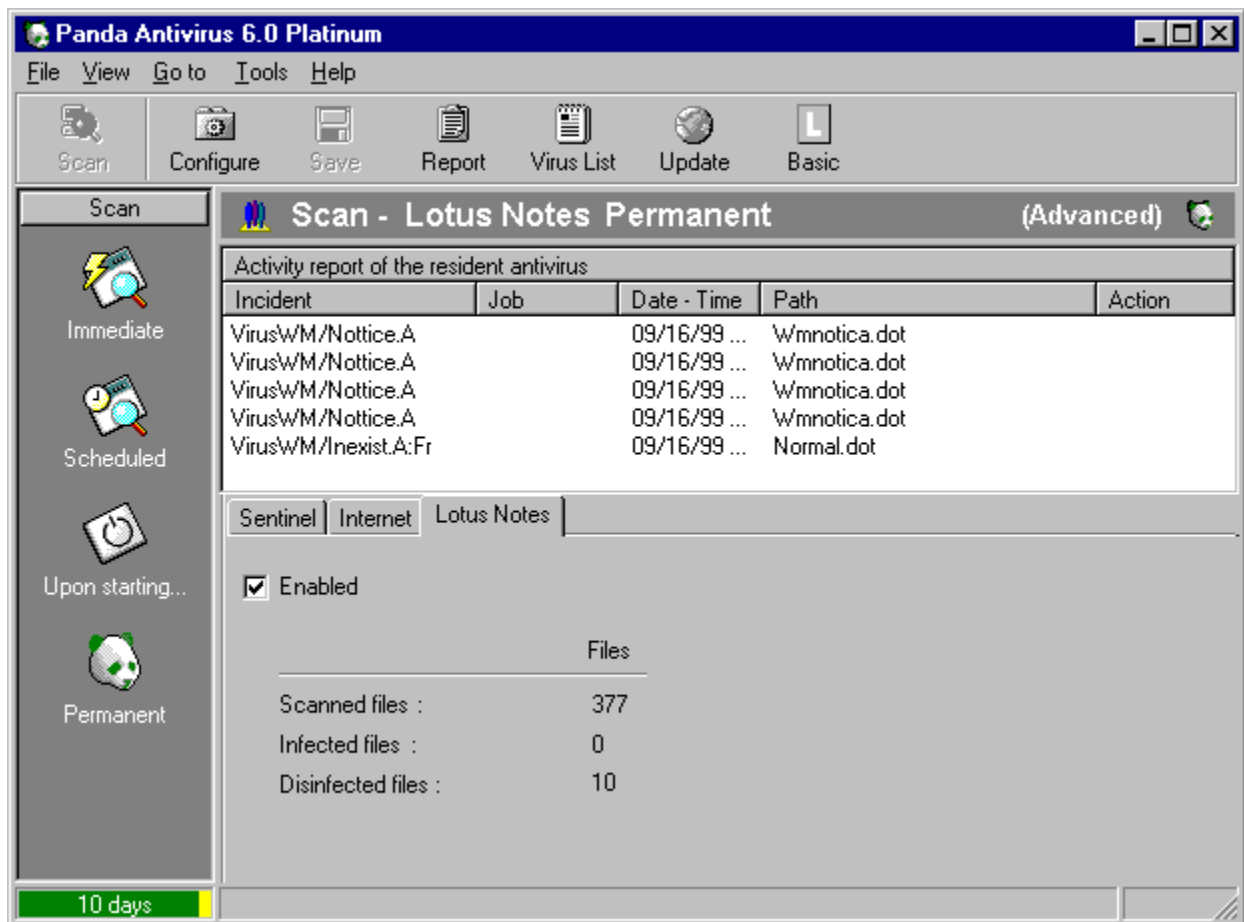 Panda Antivirus 6.0 Platinum
File View Go to Tools Help
Scan Configure Save Report Virus List Update L Basic
Scan
Immediate
Scheduled
Upon starting...
Permanent
Scan - Lotus Notes Permanent (Advanced)
Activity report of the resident antivirus
Incident Job Date - Time Path Action
VirusWM/Nottice.A 09/16/99 ... Wmnotica.dot
VirusWM/Nottice.A 09/16/99 ... Wmnotica.dot
VirusWM/Nottice.A 09/16/99 ... Wmnotica.dot
VirusWM/Nottice.A 09/16/99 ... Wmnotica.dot
VirusWM/Inexist.A:Fr 09/16/99 ... Normal.dot
Sentinel Internet Lotus Notes
Enabled
Files
Scanned files : 377
Infected files : 0
Disinfected files : 10
10 days